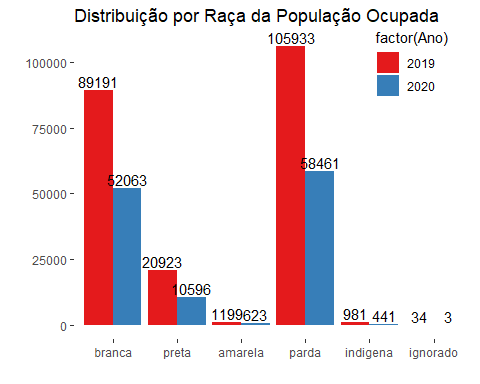 Distribuição por Raça da População Ocupada
factor(Ano)
2019
2020
100000
75000
50000
25000
0
89191
52063
20923
10596
1199
623
105933
58461
981
441
34
3
branca
preta
amarela
parda
indigena
ignorado